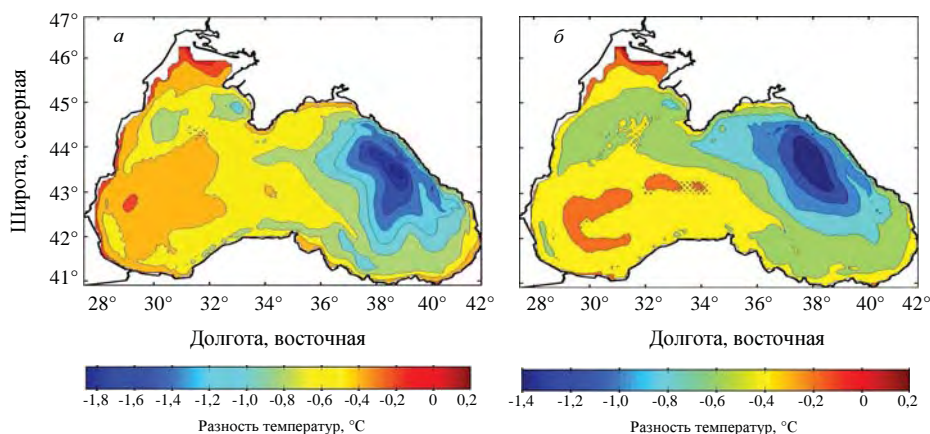 а
б
47°
46°
45°
44°
43°
42°
41°
Широта, северная
28° 30° 32° 34° 36° 38° 40° 42°
28° 30° 32° 34° 36° 38° 40° 42°
Долгота, восточная
Долгота, восточная
-1,8 -1,6 -1,4 -1,2 -1,0 -0,8 -0,6 -0,4 -0,2 0 0,2
-1,4 -1,2 -1,0 -0,8 -0,6 -0,4 -0,2 0 0,2
Разность температур, °C
Разность температур, °C